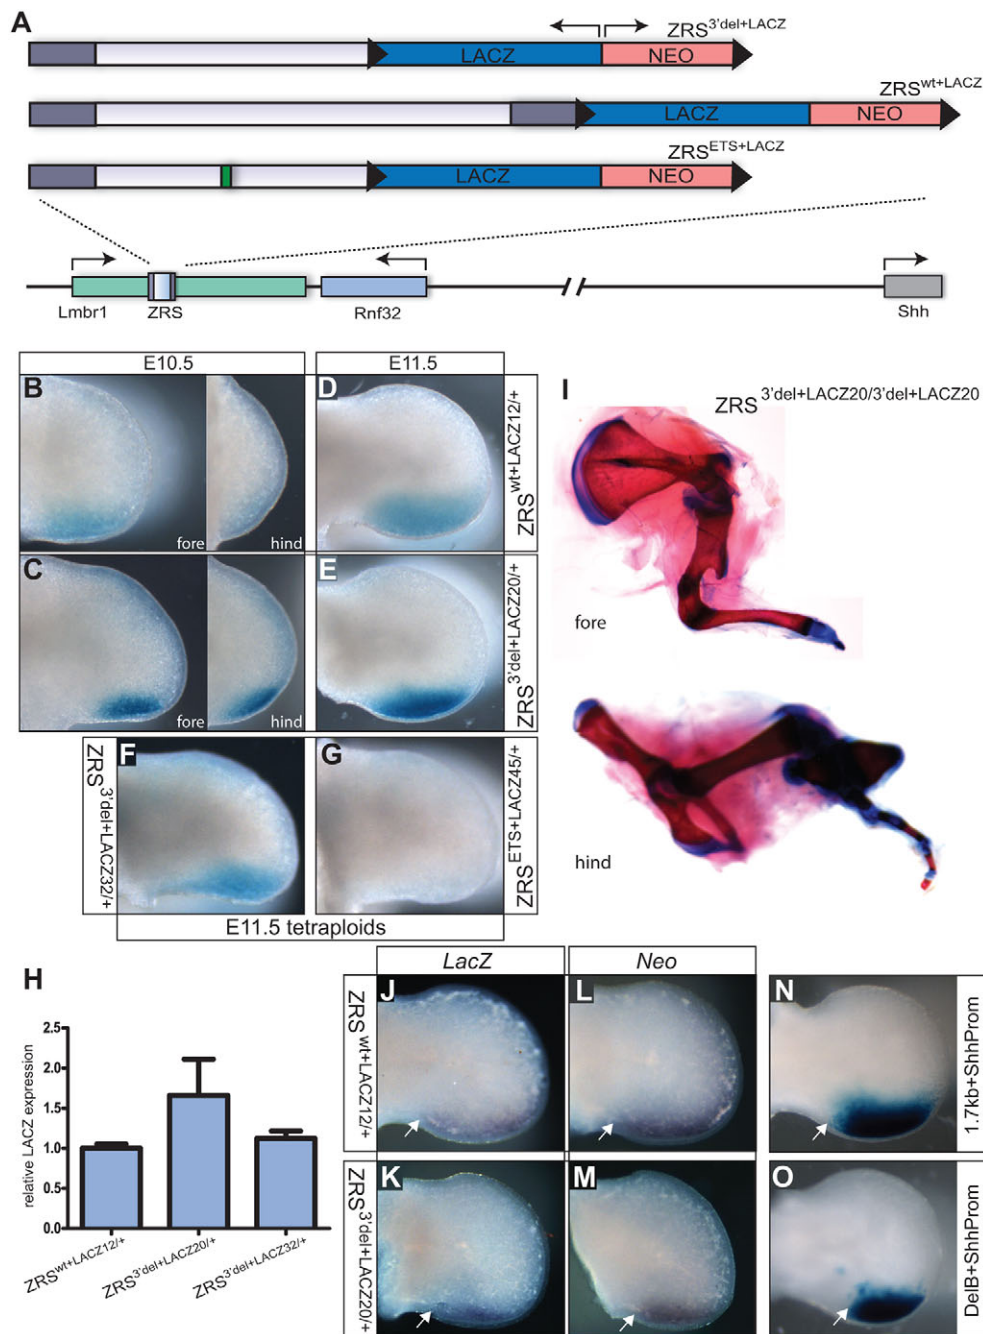 A
ZRS3'del+LACZ
LACZ NEO
ZRSwt+LACZ
LACZ NEO
ZRSETS+LACZ
LACZ NEO
Lmbr1 ZRS Rnf32 Shh
E10.5 E11.5
B fore hind D
ZRSwt+LACZ12/+
C fore hind E
ZRS3'del+LACZ20/+
F G
ZRS3'del+LACZ32/+
ZRSETS+LACZ45/+
E11.5 tetraploids
I
ZRS3'del+LACZ20/3'del+LACZ20
fore
hind
H
relative LACZ expression
2.5
2.0
1.5
1.0
0.5
0.0
ZRSwt+LACZ12/+
ZRS3'del+LACZ20/+
ZRS3'del+LACZ32/+
LacZ Neo
ZRSwt+LACZ12/+
J L N
1.7kb+ShhProm
ZRS3'del+LACZ20/+
K M O
DelB+ShhProm